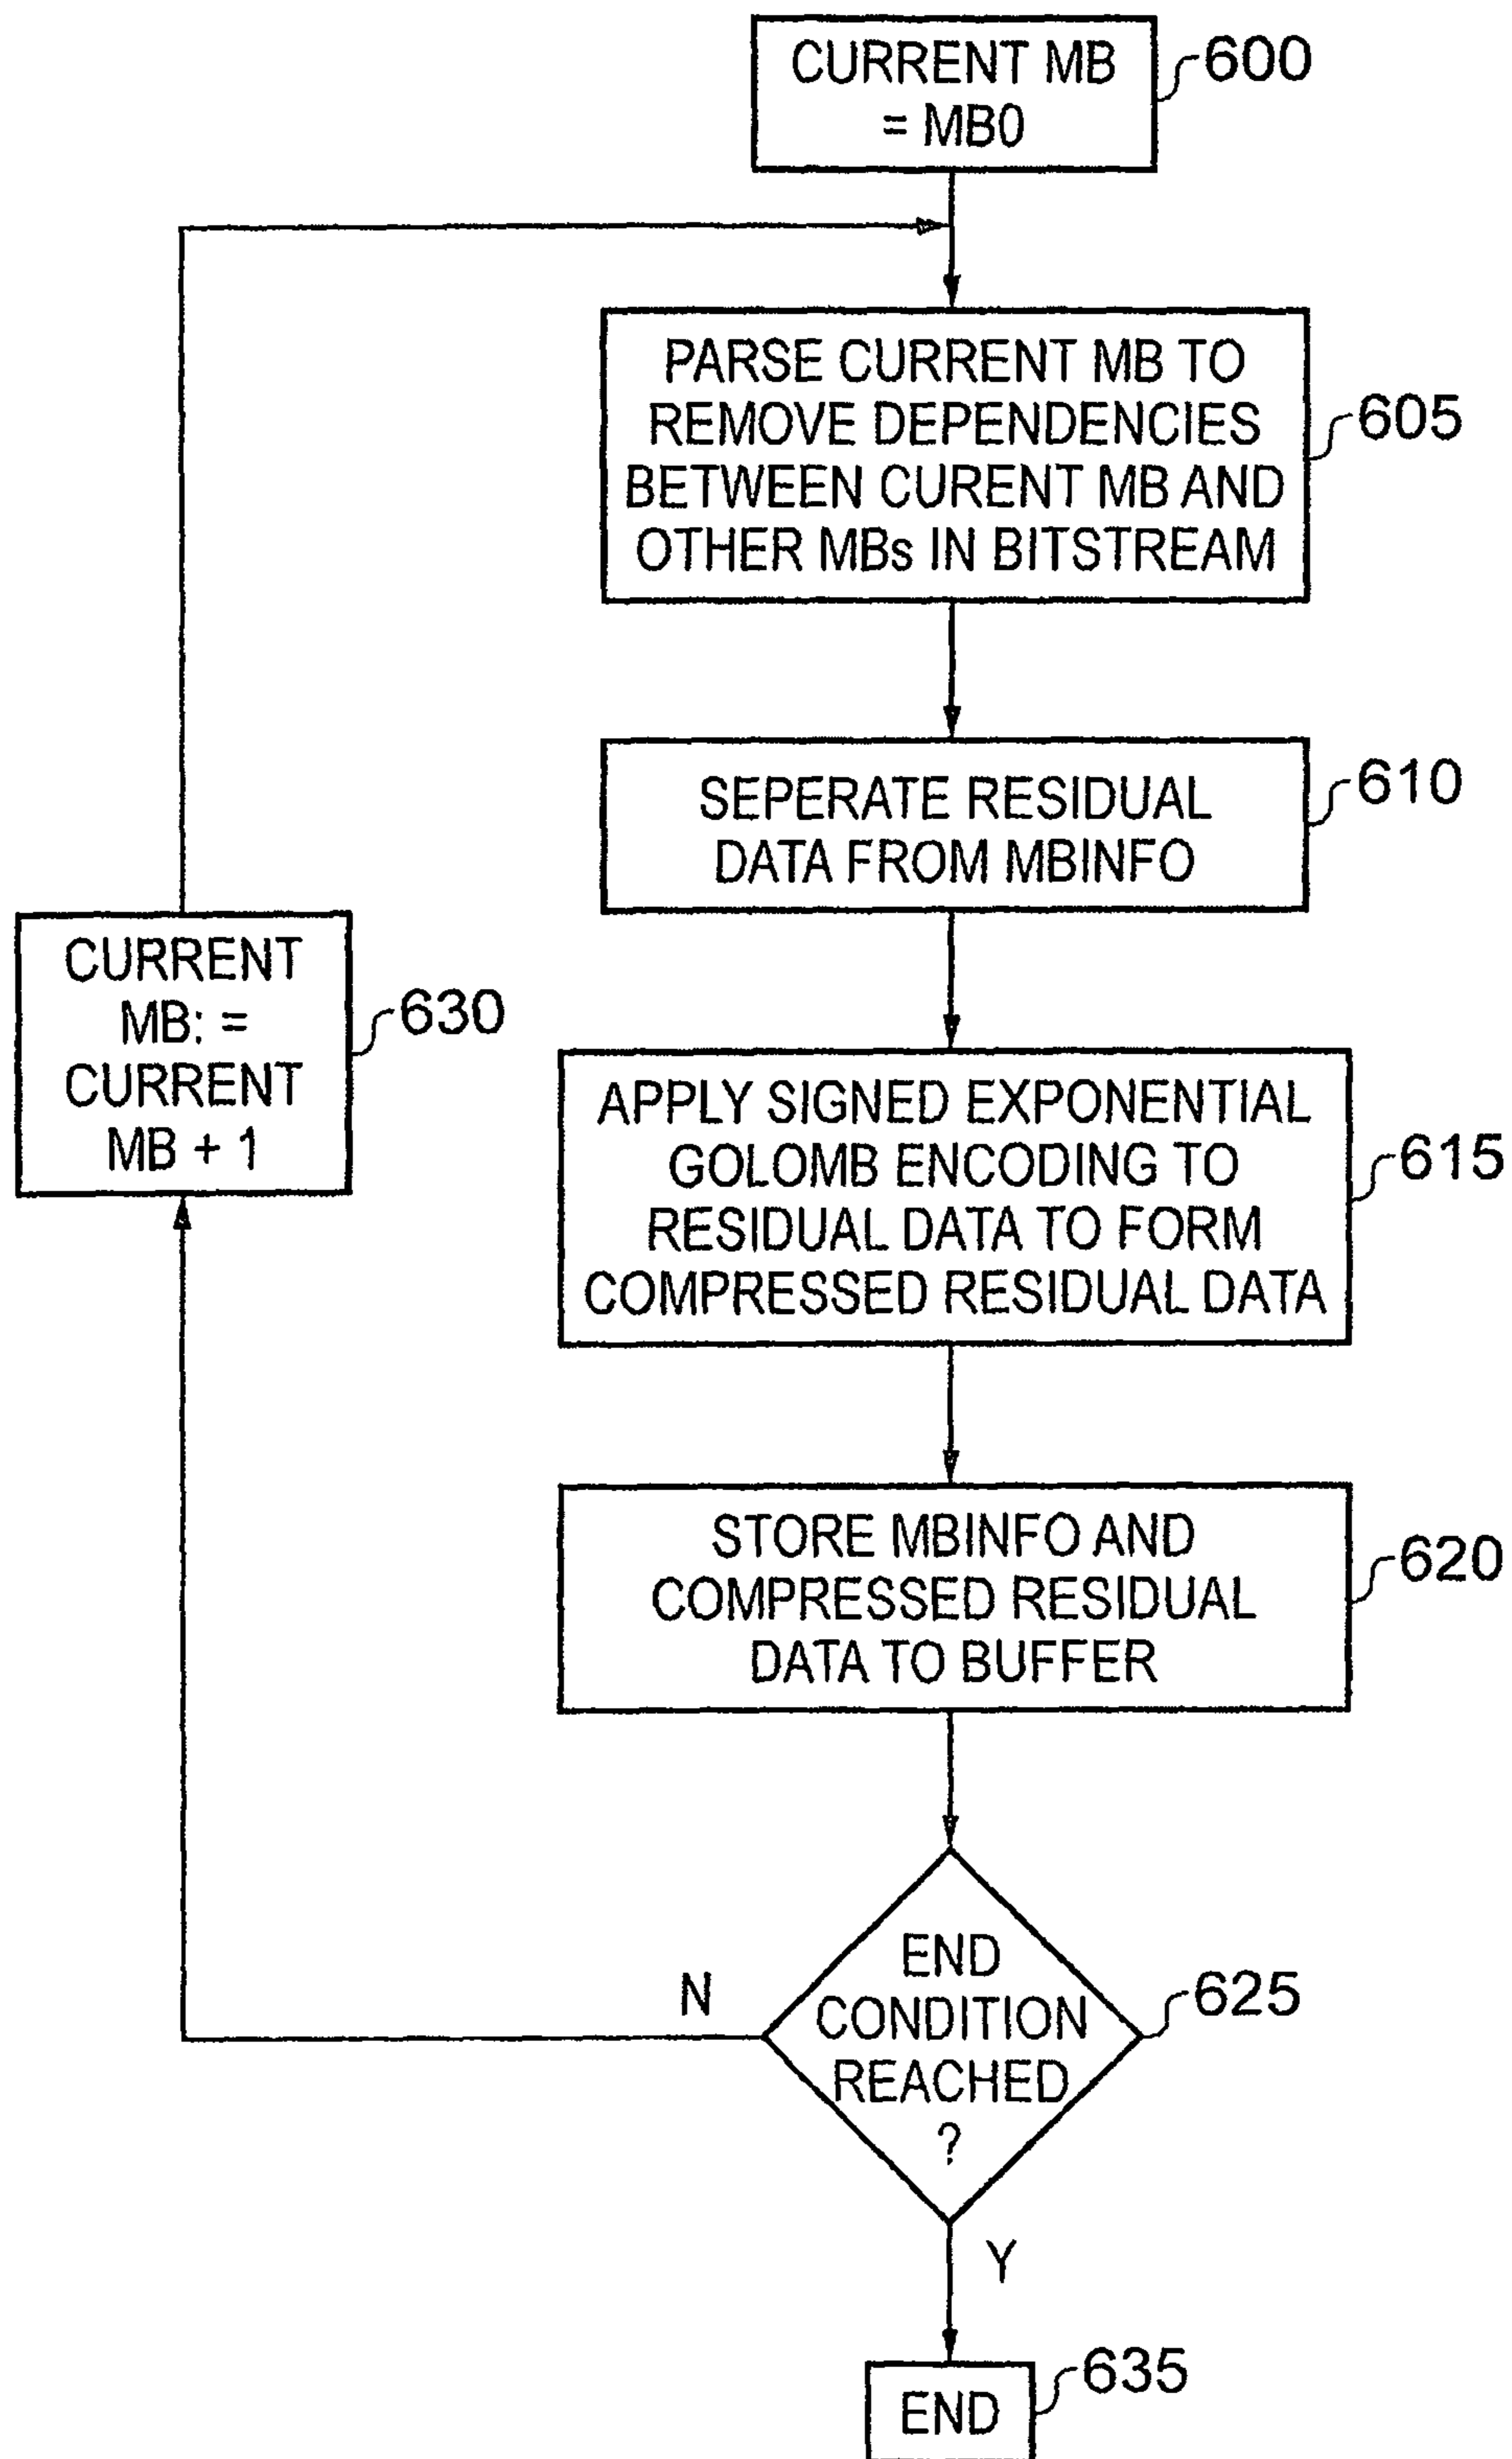 CURRENT MB
= MB0
600
PARSE CURRENT MB TO
REMOVE DEPENDENCIES
BETWEEN CURENT MB AND
OTHER MBs IN BITSTREAM
605
SEPERATE RESIDUAL
DATA FROM MBINFO
610
CURRENT
MB: =
CURRENT
MB + 1
630
APPLY SIGNED EXPONENTIAL
GOLOMB ENCODING TO
RESIDUAL DATA TO FORM
COMPRESSED RESIDUAL DATA
615
STORE MBINFO AND
COMPRESSED RESIDUAL
DATA TO BUFFER
620
END
CONDITION
REACHED
?
625
N
Y
END
635